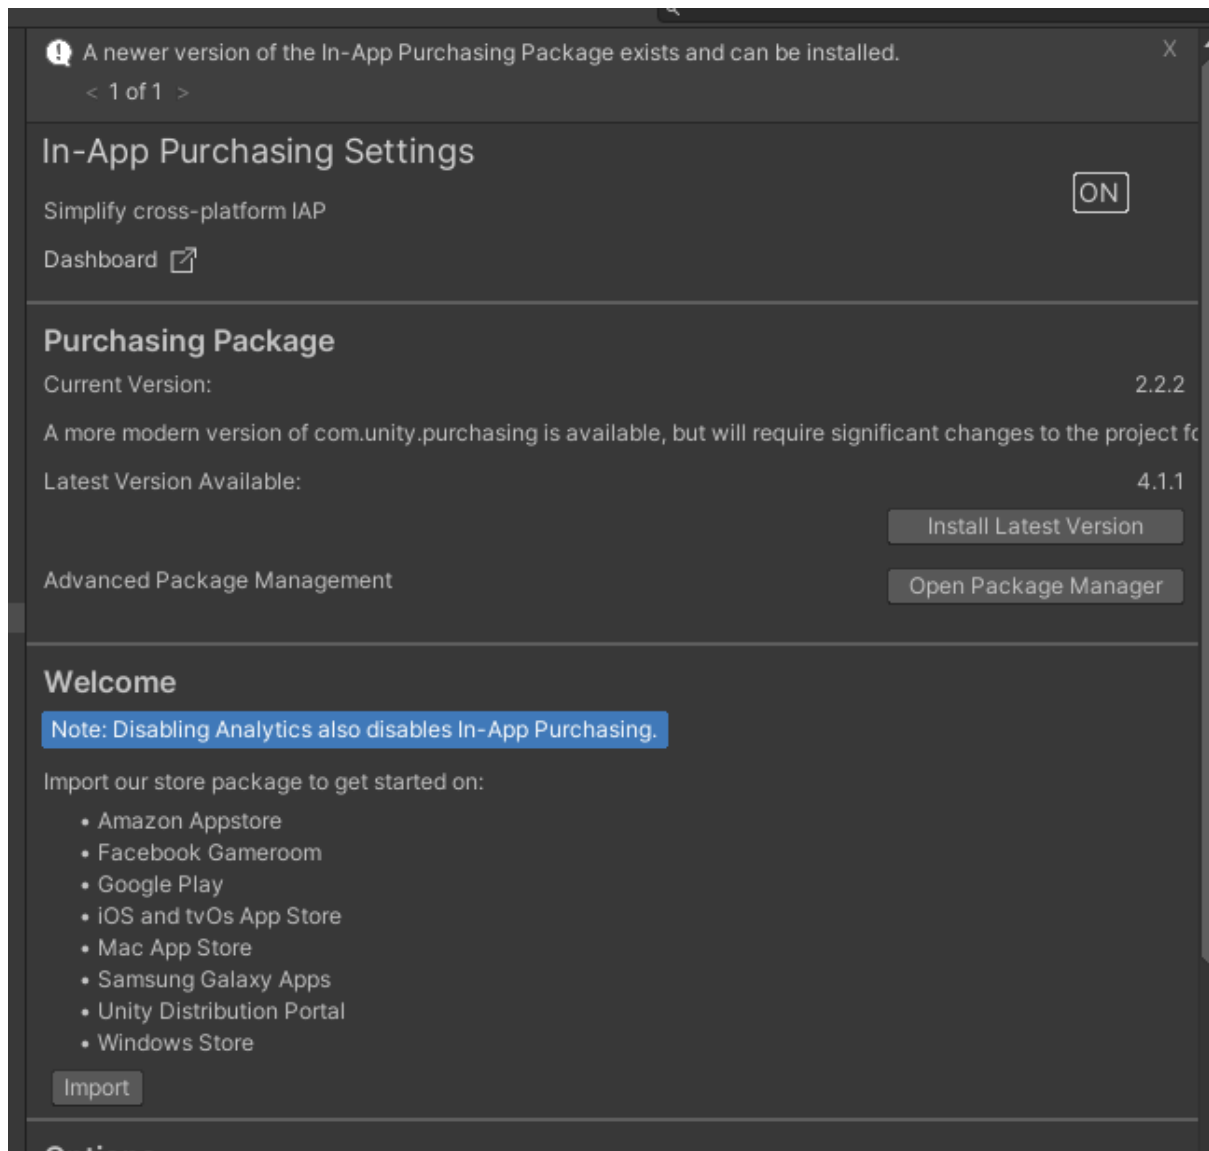 A newer version of the In-App Purchasing Package exists and can be installed.
X
< 1 of 1 >
In-App Purchasing Settings
ON
Simplify cross-platform IAP
Dashboard
Purchasing Package
Current Version:
2.2.2
A more modern version of com.unity.purchasing is available, but will require significant changes to the project
Latest Version Available:
4.1.1
Install Latest Version
Advanced Package Management
Open Package Manager
Welcome
Note: Disabling Analytics also disables In-App Purchasing.
Import our store package to get started on:
• Amazon Appstore
• Facebook Gameroom
• Google Play
• iOS and tvOs App Store
• Mac App Store
• Samsung Galaxy Apps
• Unity Distribution Portal
• Windows Store
Import